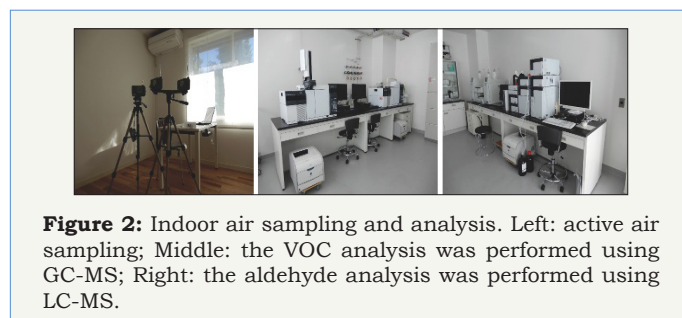 Figure 2: Indoor air sampling and analysis. Left: active air
sampling; Middle: the VOC analysis was performed using
GC-MS; Right: the aldehyde analysis was performed using
LC-MS.